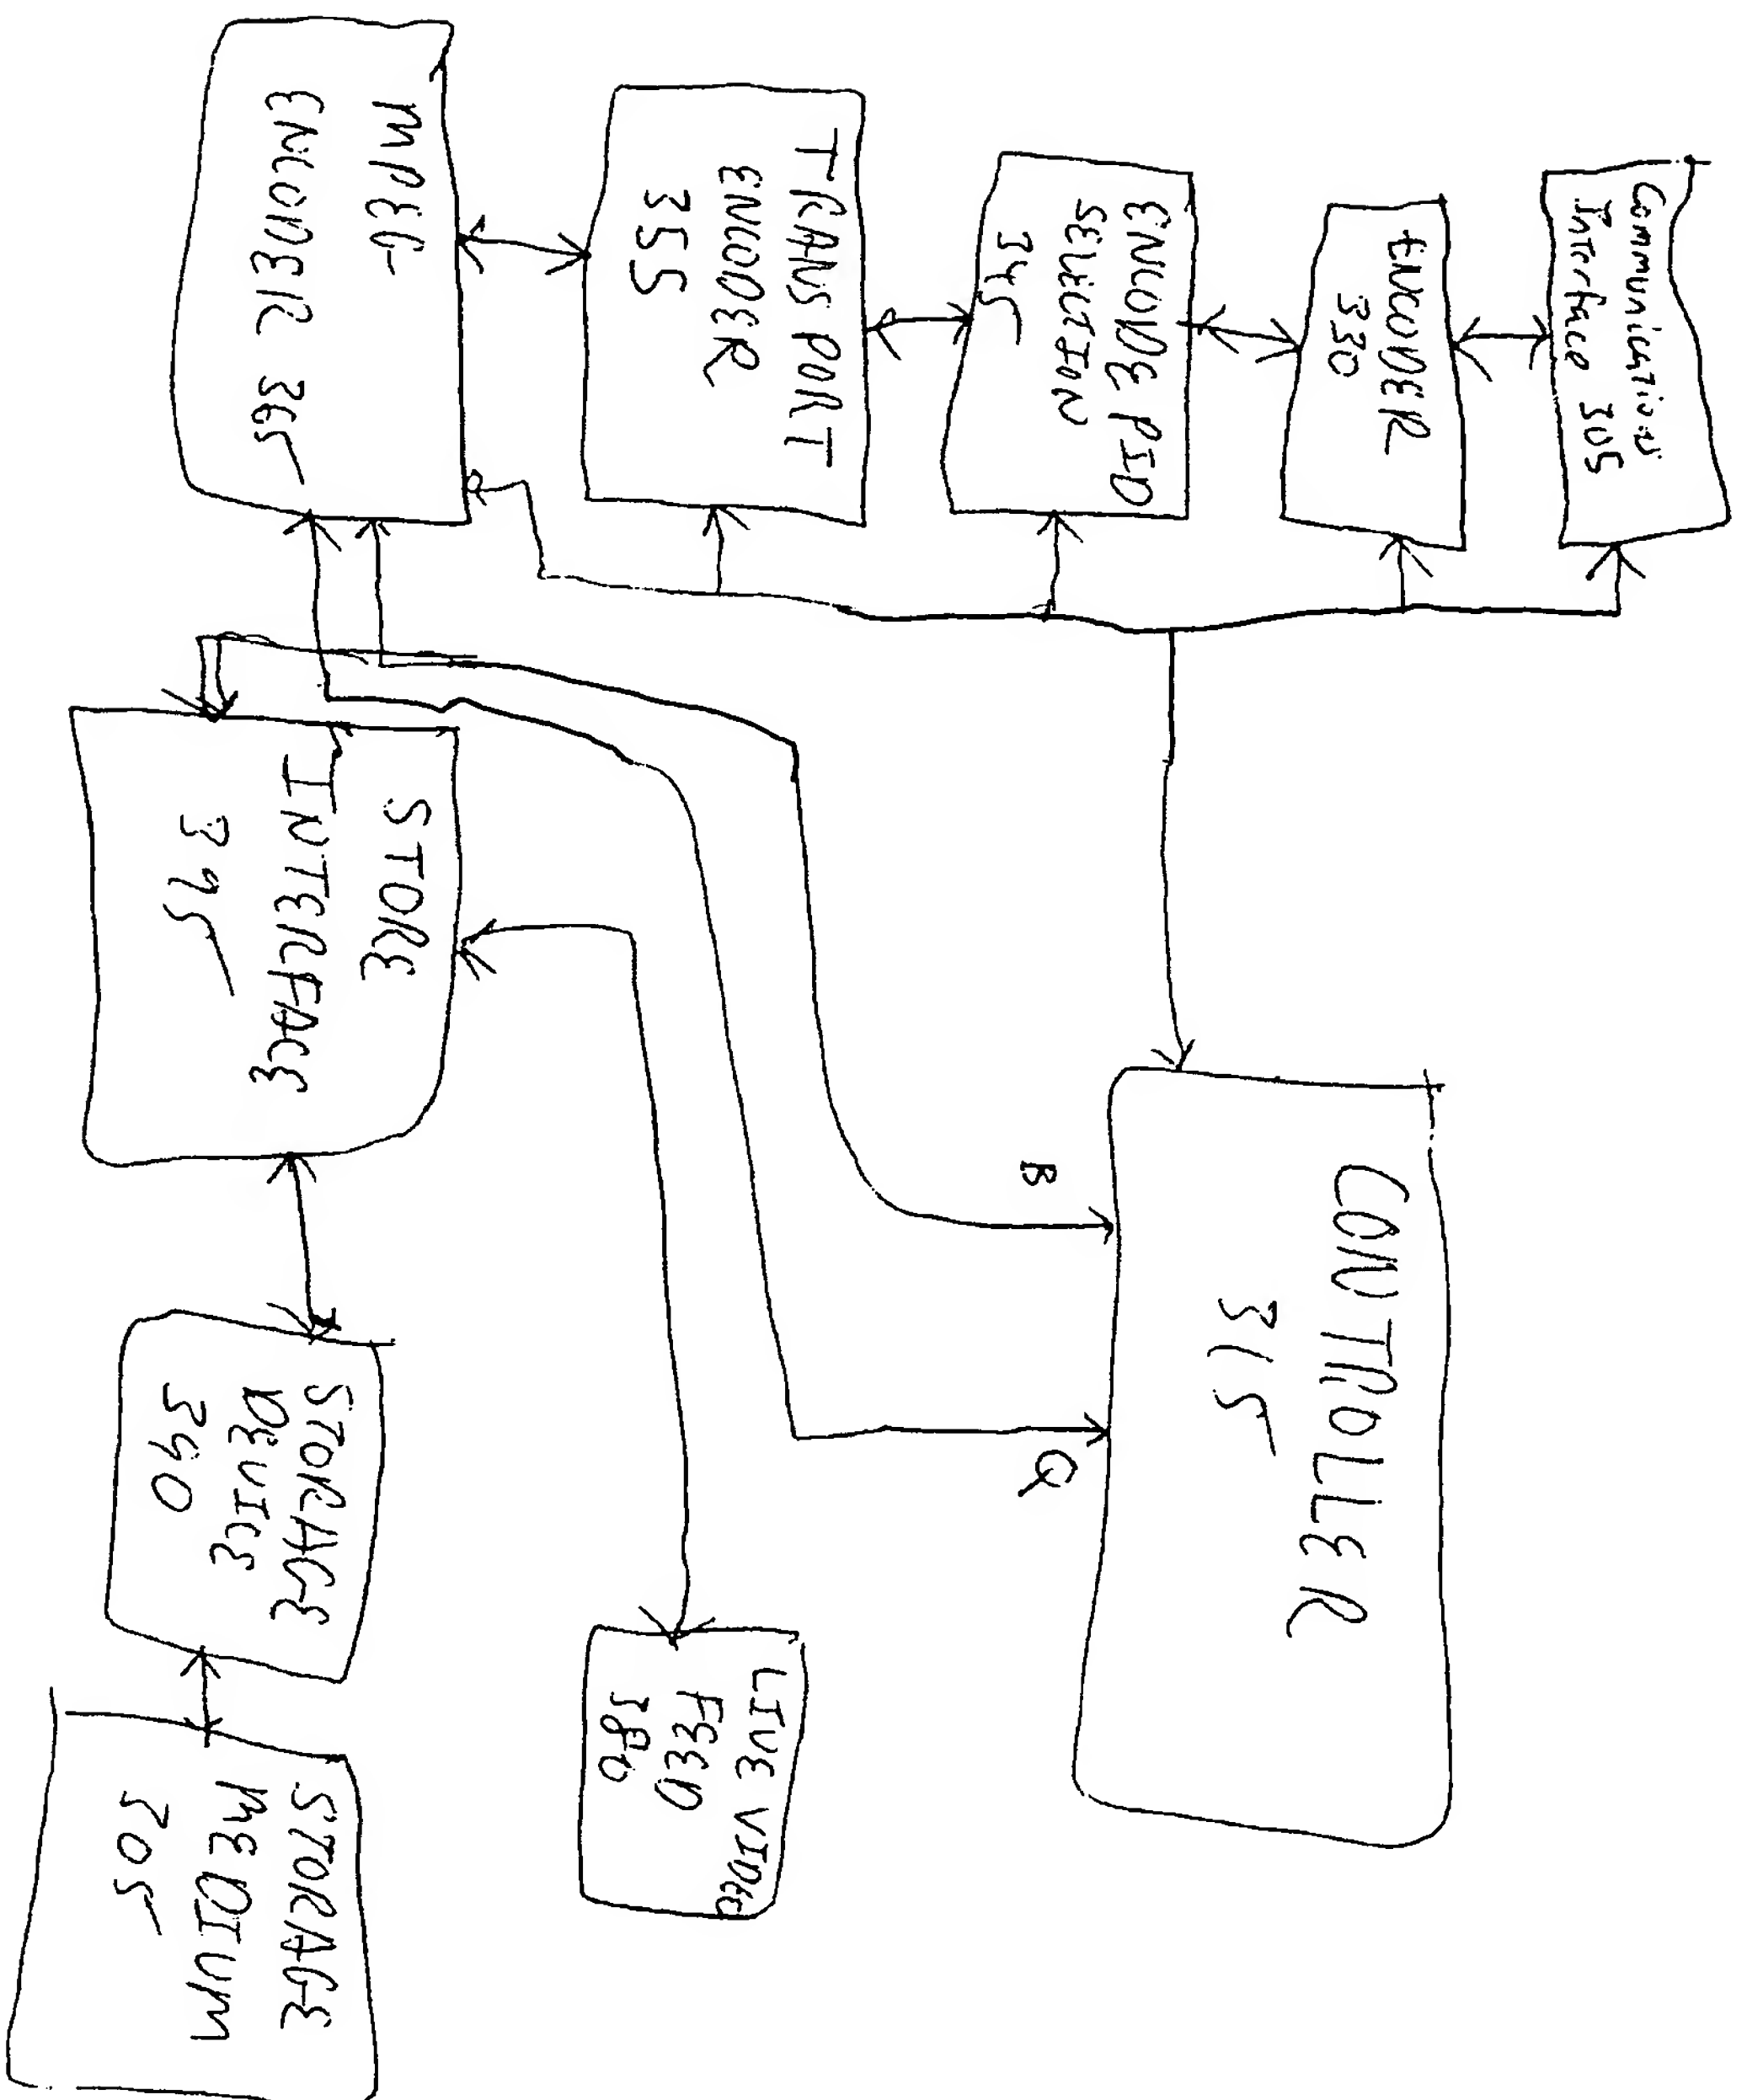 Communication
Interface 305
ENCODER
330
ENCODE PID
SELECTION
345
TRANSPORT
ENCODER
355
MPEG
ENCODER 365
CONTROLLER
315
B
Q
LIVE VIDEO
FEED
380
STORE
INTERFACE
395
STORAGE
DEVICE
390
STORAGE
MEDIUM
305